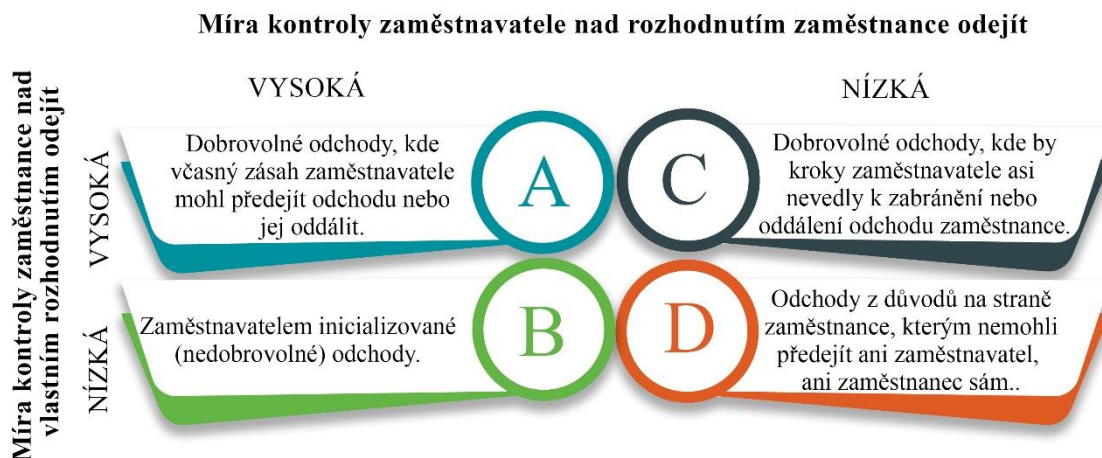 Míra kontroly zaměstnavatele nad rozhodnutím zaměstnance odejít
Míra kontroly zaměstnance nad
vlastním rozhodnutím odejít
VYSOKÁ
NÍZKÁ
VYSOKÁ
Dobrovolné odchody, kde
včasný zásah zaměstnavatele
mohl předejít odchodu nebo
jej oddálit.
A
C
Dobrovolné odchody, kde by
kroky zaměstnavatele asi
nevedly k zabránění nebo
oddálení odchodu zaměstnance.
NÍZKÁ
Zaměstnavatelem inicializované
(nedobrovolné) odchody.
B
D
Odchody z důvodů na straně
zaměstnance, kterým nemohli
předejít ani zaměstnavatel,
ani zaměstnanec sám..